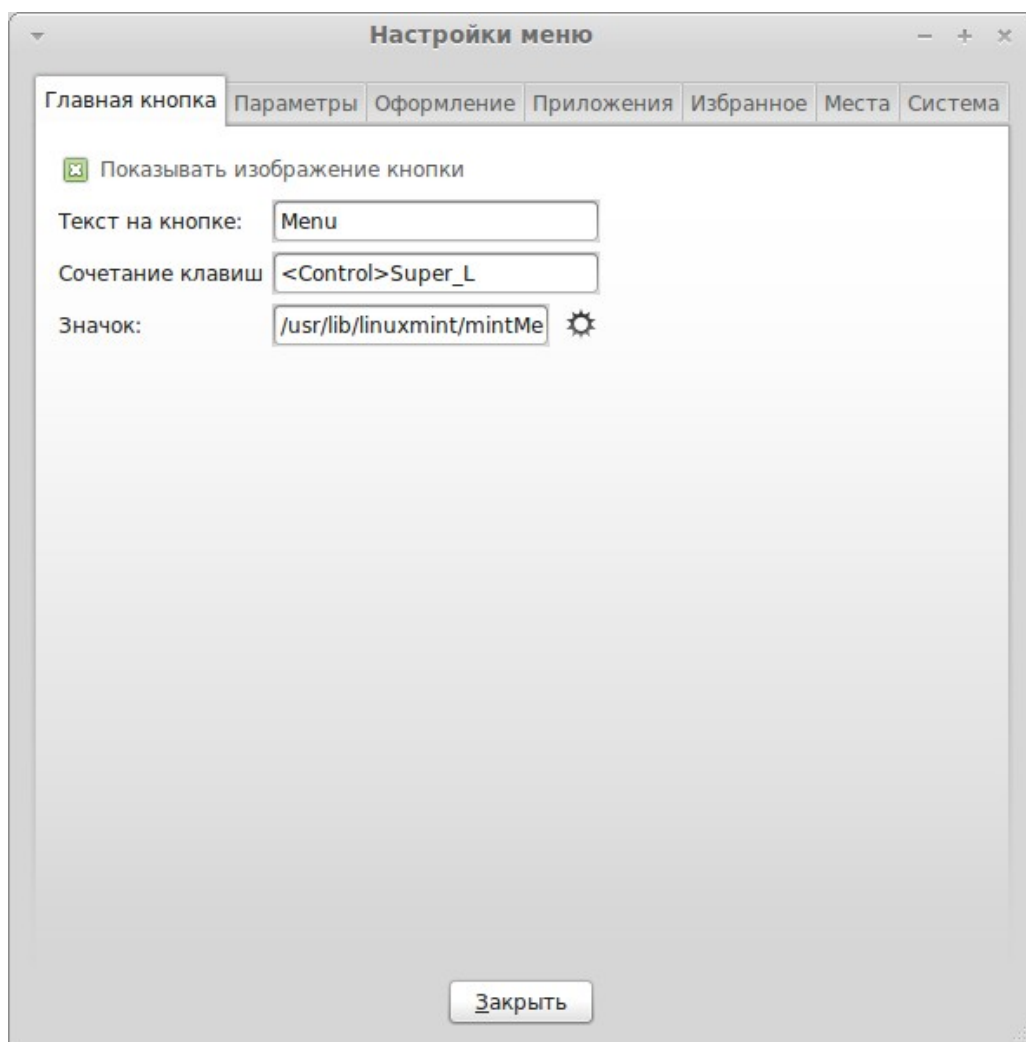 Настройки меню
Главная кнопка Параметры Оформление Приложения Избранное Места Система
Показывать изображение кнопки
Текст на кнопке: Menu
Сочетание клавиш <Control>Super_L
Значок: /usr/lib/linuxmint/mintMe
Закрыть